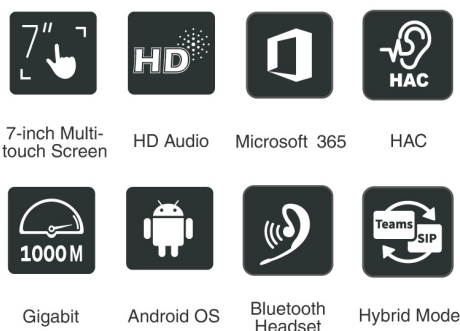 7"
HD
HAC
7-inch Multi-
touch Screen
HD Audio
Microsoft 365
HAC
1000M
Teams
SIP
Gigabit
Android OS
Bluetooth
Headset
Hybrid Mode